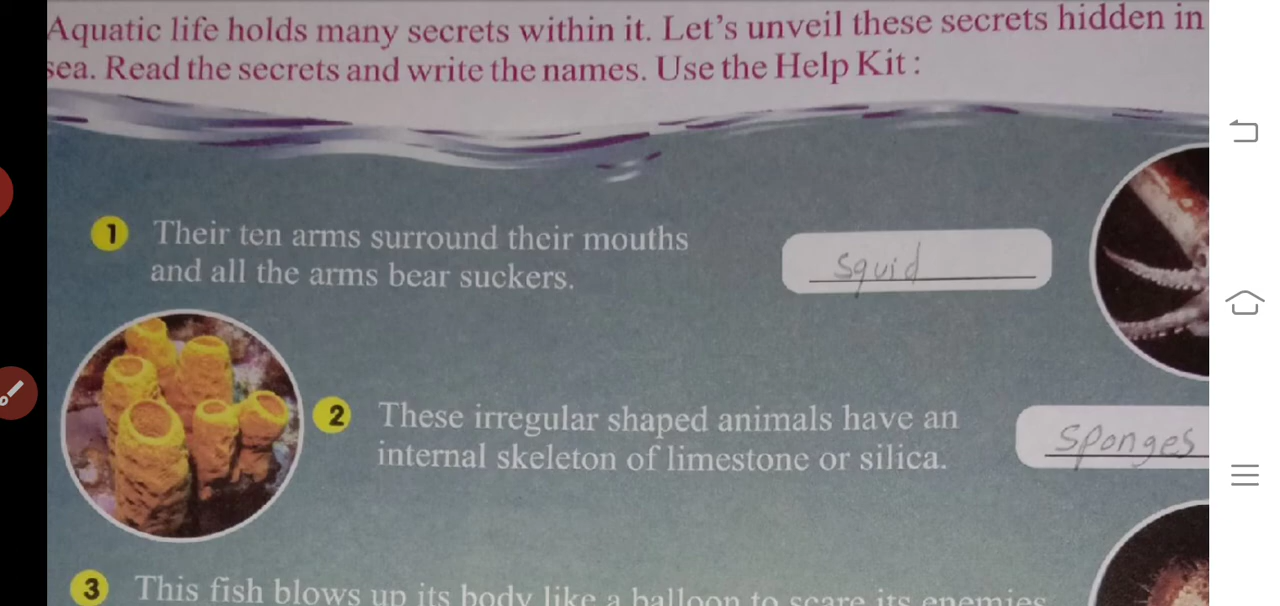 Aquatic life holds many secrets within it. Let's unveil these secrets hidden in
sea. Read the secrets and write the names. Use the Help Kit :
1 Their ten arms surround their mouths
and all the arms bear suckers.
Squid
2 These irregular shaped animals have an
internal skeleton of limestone or silica.
Sponges
3 This fish blows up its body like a balloon to scare its enemies